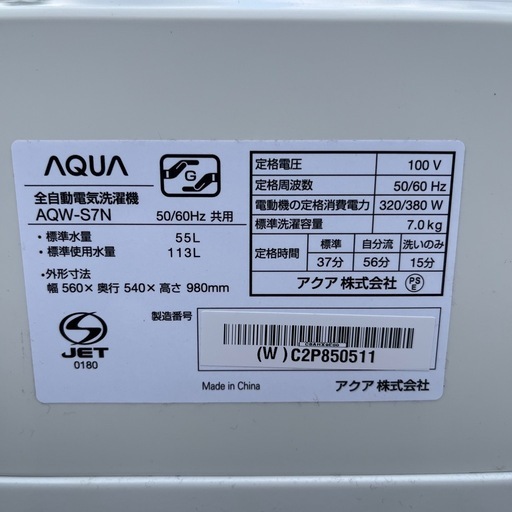 AQUA
G
全自動電気洗濯機
AQW-S7N 50/60Hz 共用
・標準水量 55L
・標準使用水量 113L
・外形寸法
幅 560×奥行 540×高さ 980mm
定格電圧 100 V
定格周波数 50/60 Hz
電動機の定格消費電力 320/380 W
標準洗濯容量 7.0kg
定格時間 標準 自分流 洗いのみ
37分 56分 15分
アクア 株式会社
PS
E
S
JET
0180
製造番号
(W) C2P850511
Made in China
アクア 株式会社